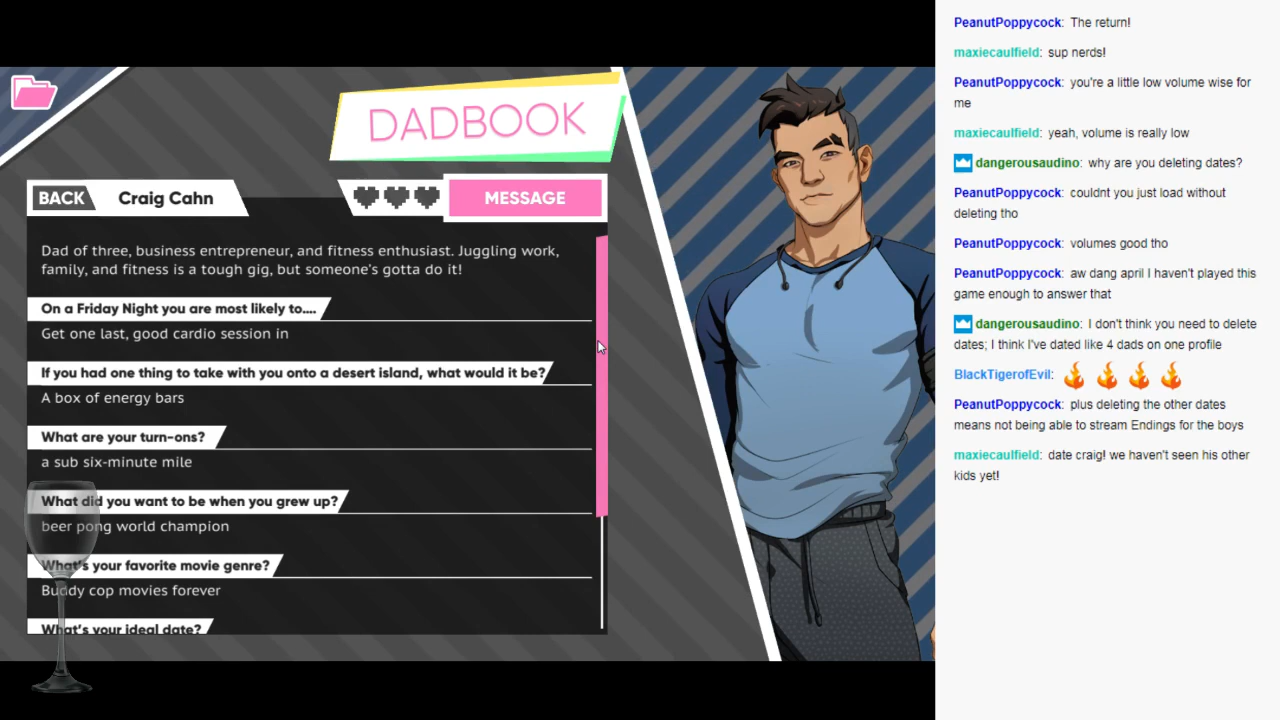 DADBOOK
BACK
Craig Cahn
MESSAGE
Dad of three, business entrepreneur, and fitness enthusiast. Juggling work,
family, and fitness is a tough gig, but someone's gotta do it!
On a Friday Night you are most likely to....
Get one last, good cardio session in
If you had one thing to take with you onto a desert island, what would it be?
A box of energy bars
What are your turn-ons?
a sub six-minute mile
What did you want to be when you grew up?
beer pong world champion
What's your favorite movie genre?
Buddy cop movies forever
What's your ideal date?
PeanutPoppycock: The return!
maxiecaulfield: sup nerds!
PeanutPoppycock: you're a little low volume wise for
me
maxiecaulfield: yeah, volume is really low
dangerousaudino: why are you deleting dates?
PeanutPoppycock: couldnt you just load without
deleting tho
PeanutPoppycock: volumes good tho
PeanutPoppycock: aw dang april I haven't played this
game enough to answer that
dangerousaudino: I don't think you need to delete
dates; I think I've dated like 4 dads on one profile
BlackTigerofEvil:
PeanutPoppycock: plus deleting the other dates
means not being able to stream Endings for the boys
maxiecaulfield: date craig! we haven't seen his other
kids yet!